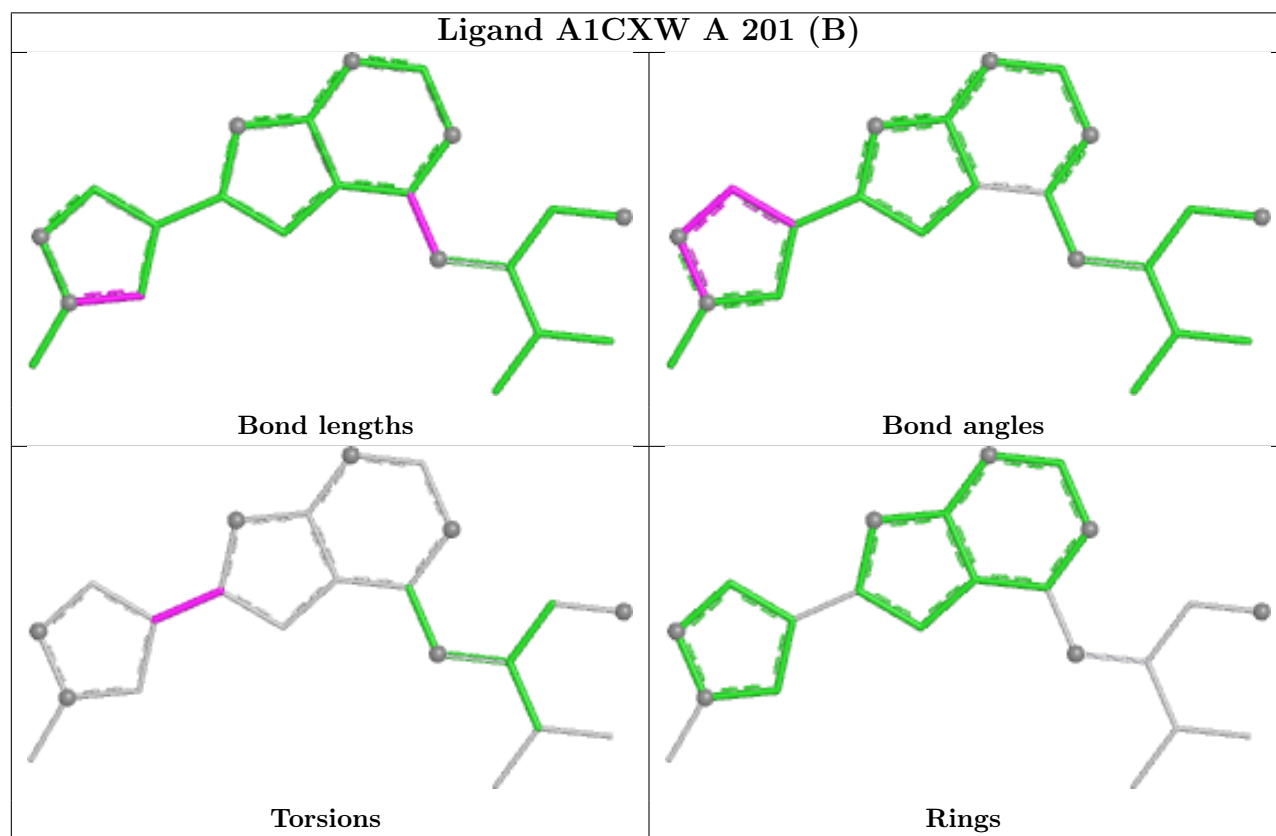 Ligand A1CXW A 201 (B)
Bond lengths
Bond angles
Torsions
Rings